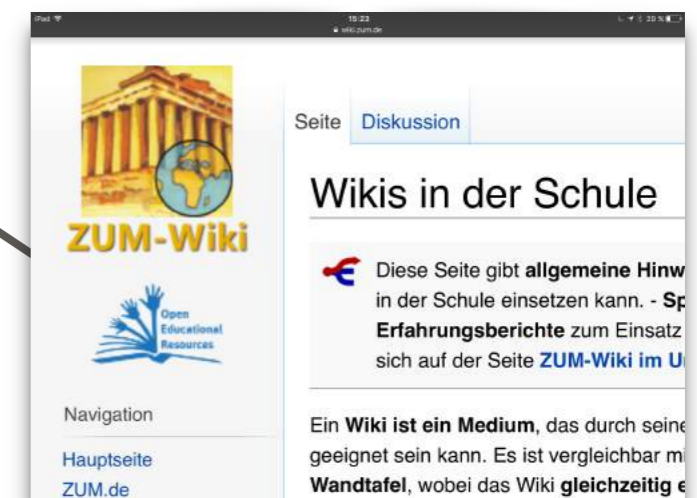 iPad
15:23
20 %
wiki.zum.de
ZUM-Wiki
Open
Educational
Resources
Navigation
Hauptseite
ZUM.de
Seite Diskussion
Wikis in der Schule
Diese Seite gibt allgemeine Hinw
in der Schule einsetzen kann. - Sp
Erfahrungsberichte zum Einsatz
sich auf der Seite ZUM-Wiki im U
Ein Wiki ist ein Medium, das durch seine
geeignet sein kann. Es ist vergleichbar mi
Wandtafel, wobei das Wiki gleichzeitig e